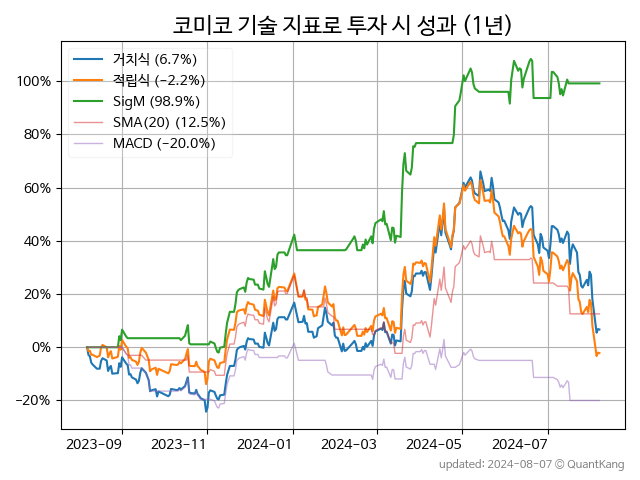 코미코 기술 지표로 투자 시 성과 (1년)
거치식 (6.7%)
적립식 (−2.2%)
SigM (98.9%)
SMA(20) (12.5%)
MACD (−20.0%)
100%
80%
60%
40%
20%
0%
−20%
2023-09 2023-11 2024-01 2024-03 2024-05 2024-07
updated: 2024-08-07 © QuantKang